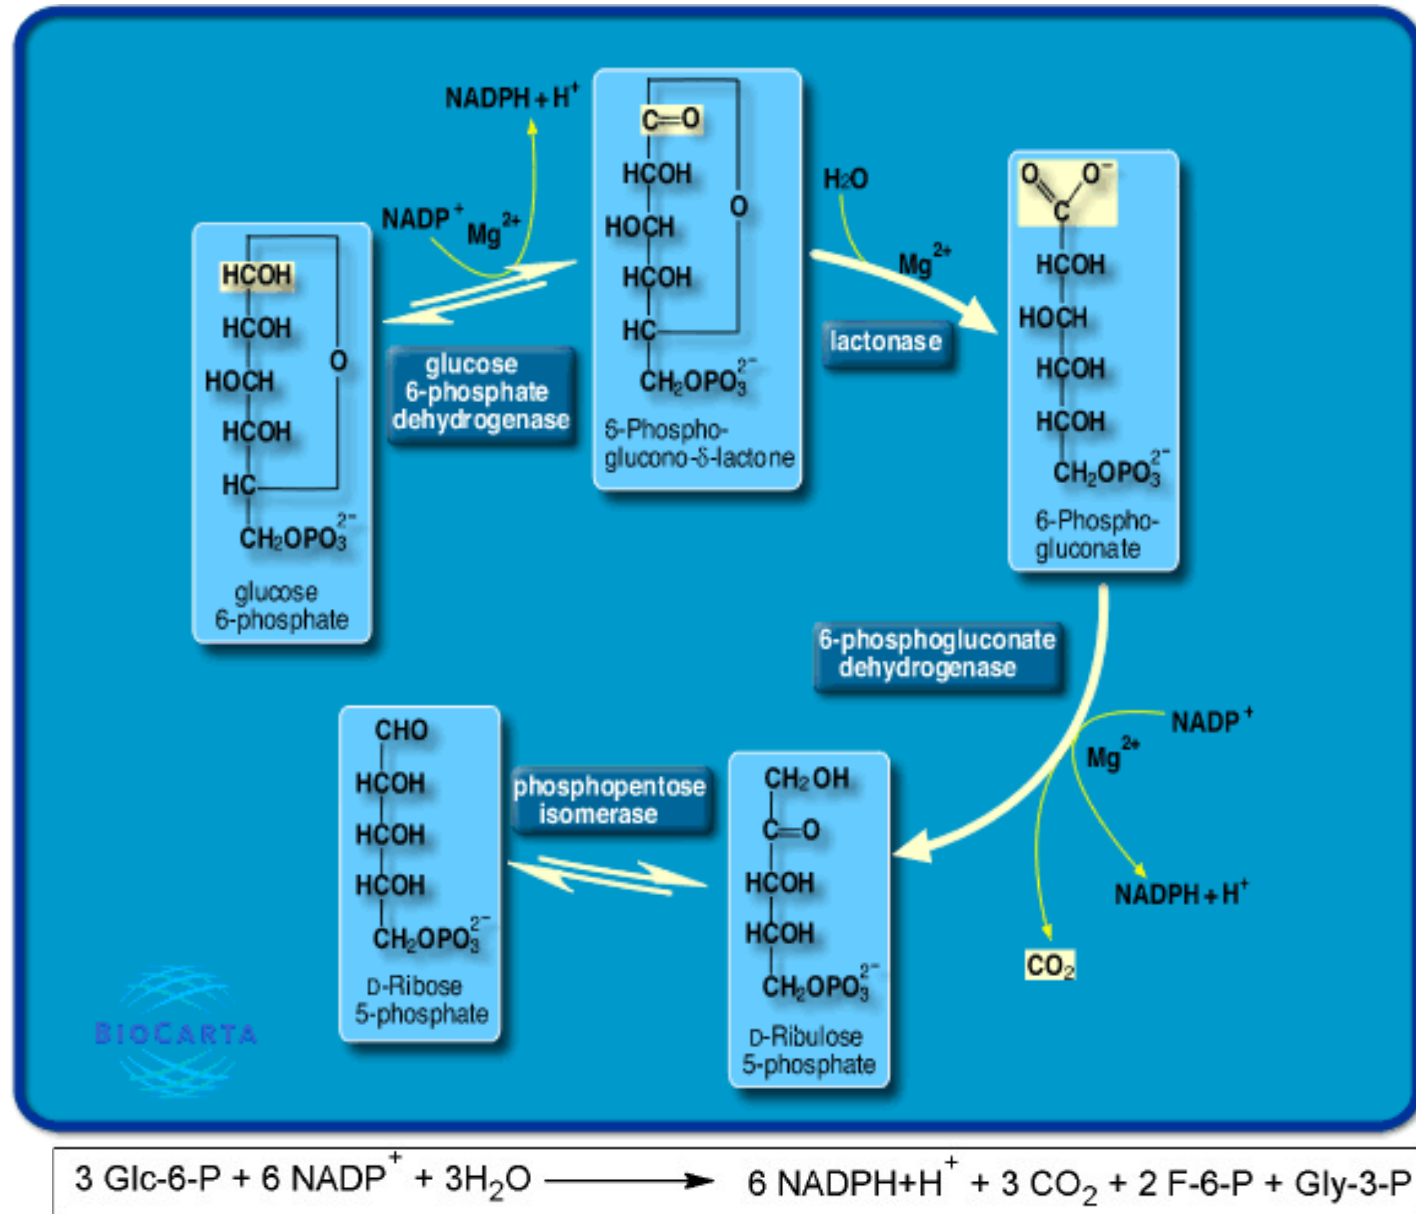 NADPH + H+
NADP+
Mg2+
HCOH
HCOH
HOCH
HCOH
HC
O
CH2OPO3 2−
glucose
6-phosphate
glucose
6-phosphate
dehydrogenase
C=O
HCOH
HOCH
HCOH
HC
O
CH2OPO3 2−
6-Phospho-
glucono-δ-lactone
H2O
Mg2+
lactonase
O O−
C
HCOH
HOCH
HCOH
HCOH
CH2OPO3 2−
6-Phospho-
gluconate
6-phosphogluconate
dehydrogenase
NADP+
Mg2+
NADPH + H+
CO2
CH2OH
C=O
HCOH
HCOH
CH2OPO3 2−
D-Ribulose
5-phosphate
phosphopentose
isomerase
CHO
HCOH
HCOH
HCOH
CH2OPO3 2−
D-Ribose
5-phosphate
BIOCARTA
3 Glc-6-P + 6 NADP+ + 3H2O ⟶ 6 NADPH+H+ + 3 CO2 + 2 F-6-P + Gly-3-P